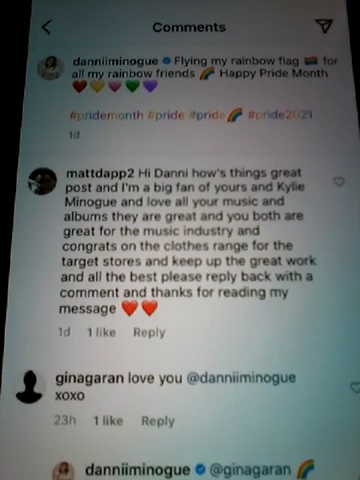 Comments
danniiminogue Flying my rainbow flag 🏳️‍🌈 for
all my rainbow friends 🌈 Happy Pride Month
❤️💛💗💚💜
#pridemonth #pride #pride🌈 #pride2021
1d
mattdapp2 Hi Danni how's things great
post and I'm a big fan of yours and Kylie
Minogue and love all your music and
albums they are great and you both are
great for the music industry and
congrats on the clothes range for the
target stores and keep up the great work
and all the best please reply back with a
comment and thanks for reading my
message ❤️❤️
1d 1 like Reply
ginagaran love you @danniiminogue
xoxo
23h 1 like Reply
danniiminogue @ginagaran 🌈